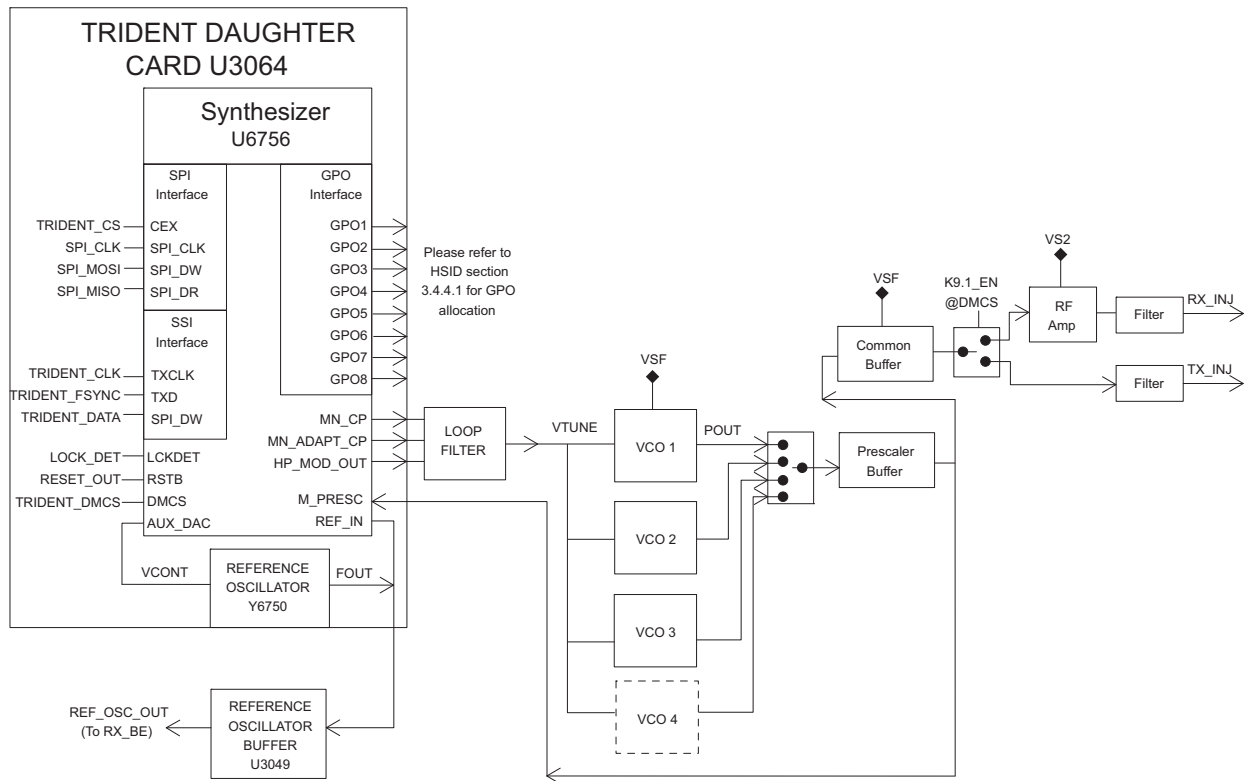 TRIDENT DAUGHTER
CARD U3064
Synthesizer
U6756
SPI
Interface
GPO
Interface
TRIDENT_CS
CEX
SPI_CLK
SPI_CLK
SPI_MOSI
SPI_DW
SPI_MISO
SPI_DR
GPO1
GPO2
GPO3
GPO4
GPO5
GPO6
GPO7
GPO8
Please refer to
HSID section
3.4.4.1 for GPO
allocation
SSI
Interface
TRIDENT_CLK
TXCLK
TRIDENT_FSYNC
TXD
TRIDENT_DATA
SPI_DW
LOCK_DET
LCKDET
RESET_OUT
RSTB
TRIDENT_DMCS
DMCS
AUX_DAC
MN_CP
MN_ADAPT_CP
HP_MOD_OUT
M_PRESC
REF_IN
VCONT
REFERENCE
OSCILLATOR
Y6750
FOUT
REF_OSC_OUT
(To RX_BE)
REFERENCE
OSCILLATOR
BUFFER
U3049
LOOP
FILTER
VTUNE
VSF
VCO 1
POUT
VCO 2
VCO 3
VCO 4
Prescaler
Buffer
VSF
Common
Buffer
K9.1_EN
@DMCS
VS2
RF
Amp
Filter
RX_INJ
Filter
TX_INJ